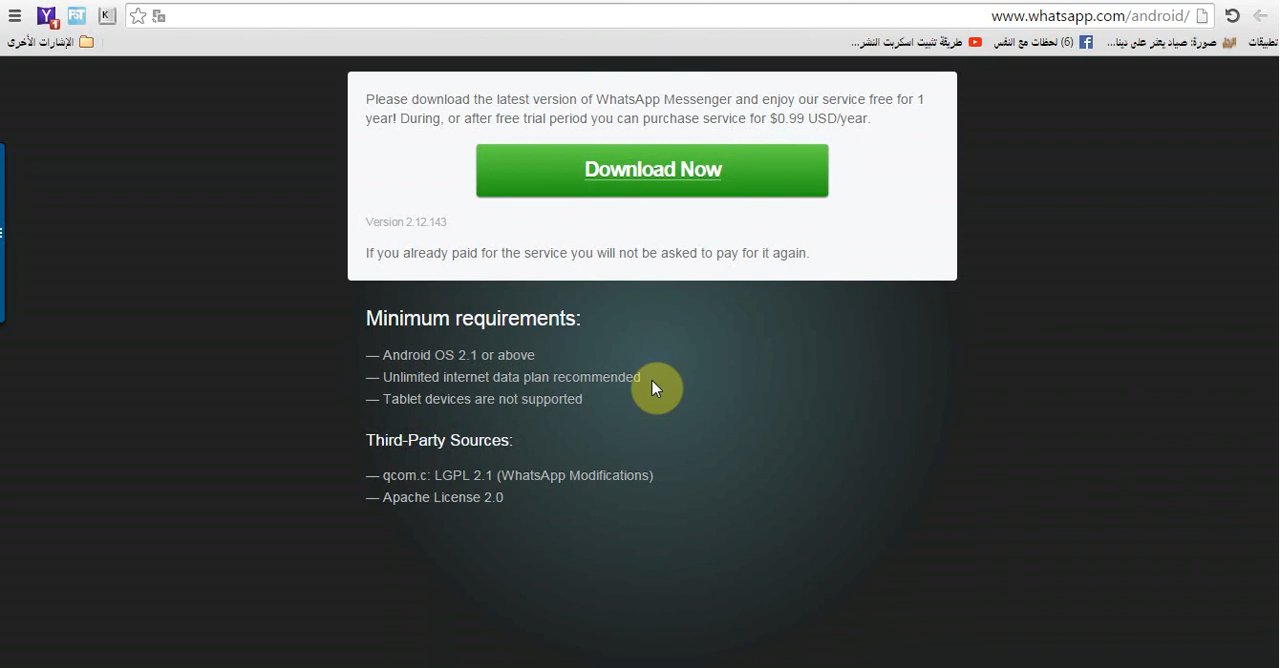 www.whatsapp.com/android/
تطبيقات
صورة: صياد يعثر على دينا...
(6) لحظات مع النفس
طريقة تثبيت اسكربت النشر...
الإشارات الأخرى
Please download the latest version of WhatsApp Messenger and enjoy our service free for 1
year! During, or after free trial period you can purchase service for $0.99 USD/year.
Download Now
Version 2.12.143
If you already paid for the service you will not be asked to pay for it again.
Minimum requirements:
— Android OS 2.1 or above
— Unlimited internet data plan recommended
— Tablet devices are not supported
Third-Party Sources:
— qcom.c: LGPL 2.1 (WhatsApp Modifications)
— Apache License 2.0